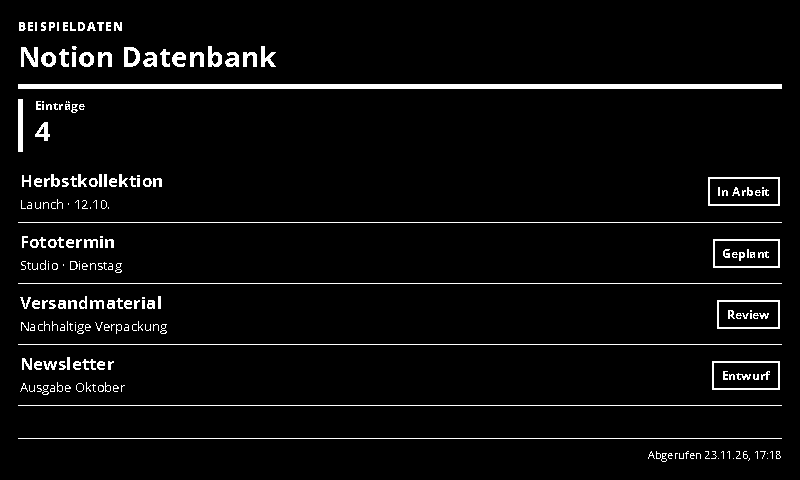 BEISPIELDATEN
Notion Datenbank
Einträge
4
Herbstkollektion
In Arbeit
Launch · 12.10.
Fototermin
Geplant
Studio · Dienstag
Versandmaterial
Review
Nachhaltige Verpackung
Newsletter
Entwurf
Ausgabe Oktober
Abgerufen 23.11.26, 17:18